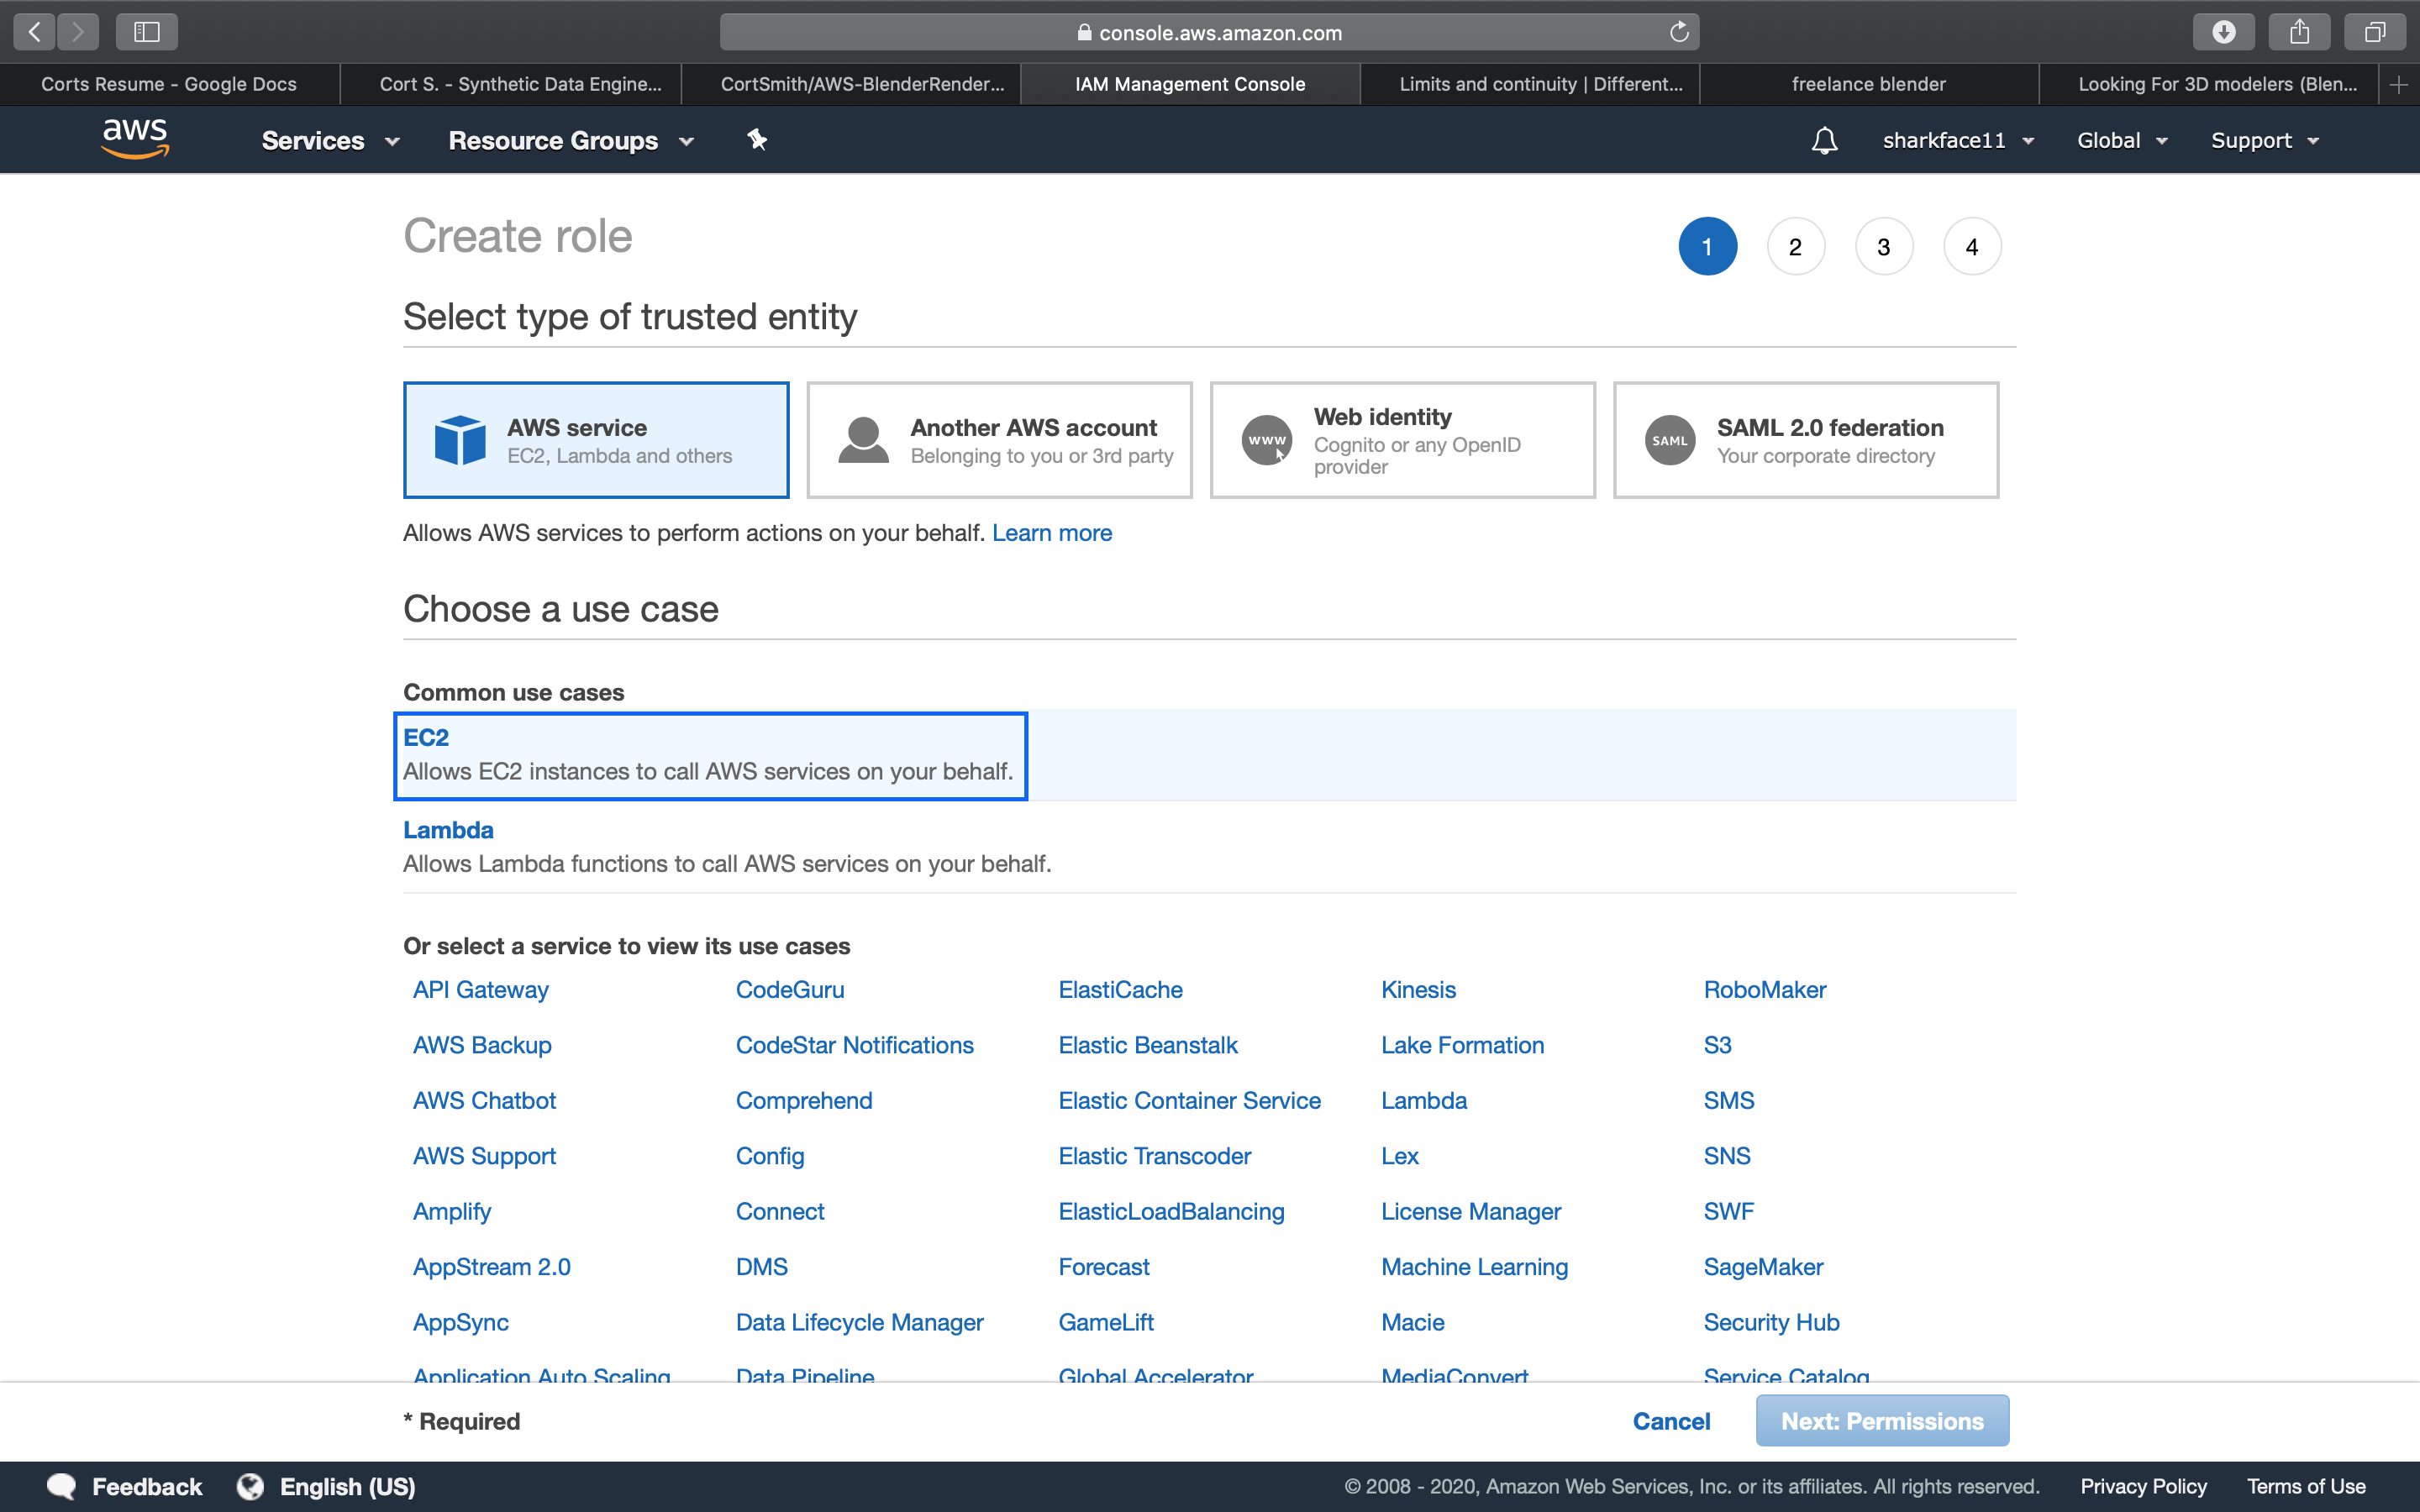 console.aws.amazon.com
Corts Resume - Google Docs
Cort S. - Synthetic Data Engine...
CortSmith/AWS-BlenderRender...
IAM Management Console
Limits and continuity | Different...
freelance blender
Looking For 3D modelers (Blen...
aws
Services
Resource Groups
sharkface11
Global
Support
Create role
1
2
3
4
Select type of trusted entity
AWS service
EC2, Lambda and others
Another AWS account
Belonging to you or 3rd party
www
Web identity
Cognito or any OpenID
provider
SAML
SAML 2.0 federation
Your corporate directory
Allows AWS services to perform actions on your behalf. Learn more
Choose a use case
Common use cases
EC2
Allows EC2 instances to call AWS services on your behalf.
Lambda
Allows Lambda functions to call AWS services on your behalf.
Or select a service to view its use cases
API Gateway
CodeGuru
ElastiCache
Kinesis
RoboMaker
AWS Backup
CodeStar Notifications
Elastic Beanstalk
Lake Formation
S3
AWS Chatbot
Comprehend
Elastic Container Service
Lambda
SMS
AWS Support
Config
Elastic Transcoder
Lex
SNS
Amplify
Connect
ElasticLoadBalancing
License Manager
SWF
AppStream 2.0
DMS
Forecast
Machine Learning
SageMaker
AppSync
Data Lifecycle Manager
GameLift
Macie
Security Hub
Application Auto Scaling
Data Pipeline
Global Accelerator
MediaConvert
Service Catalog
* Required
Cancel
Next: Permissions
Feedback
English (US)
© 2008 - 2020, Amazon Web Services, Inc. or its affiliates. All rights reserved.
Privacy Policy
Terms of Use